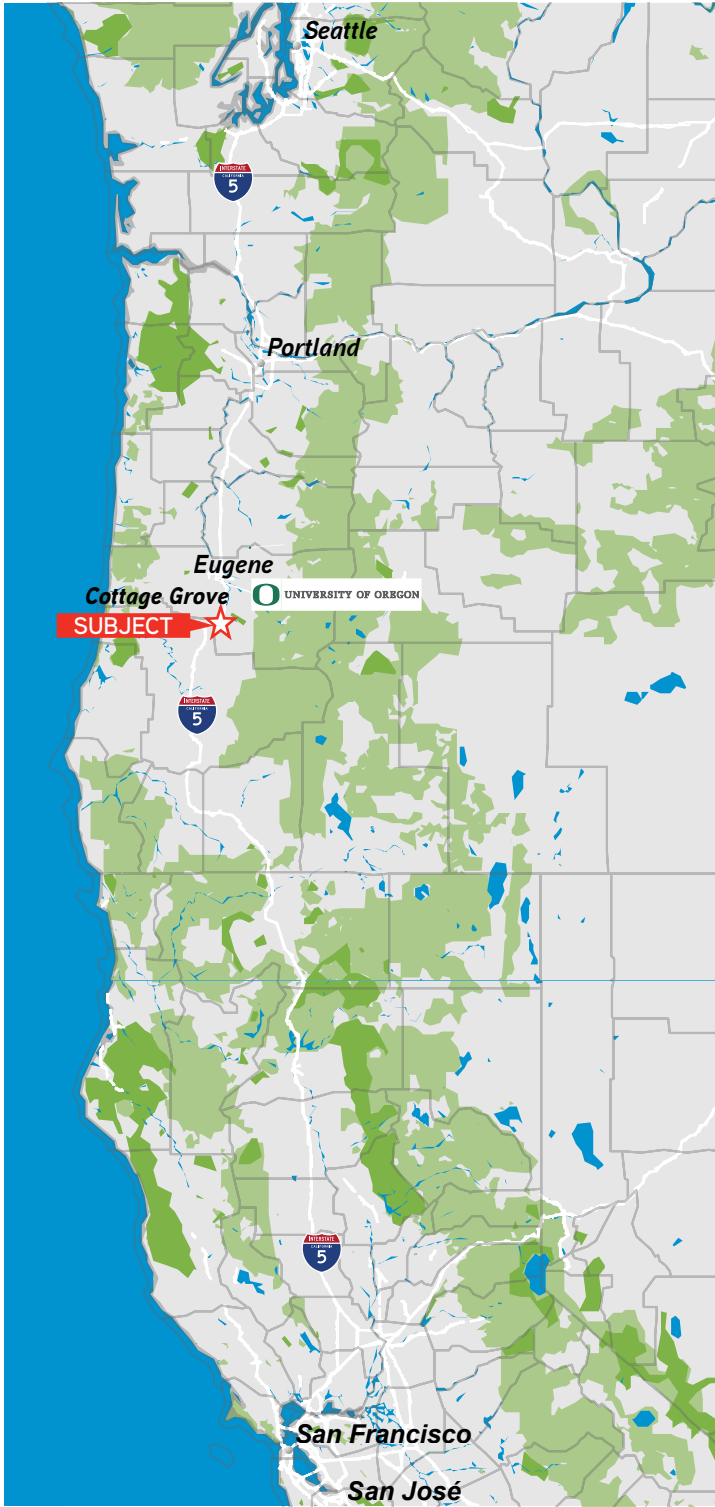 Seattle
INTERSTATE
CALIFORNIA
5
Portland
Eugene
UNIVERSITY OF OREGON
Cottage Grove
SUBJECT
INTERSTATE
CALIFORNIA
5
INTERSTATE
CALIFORNIA
5
San Francisco
San José